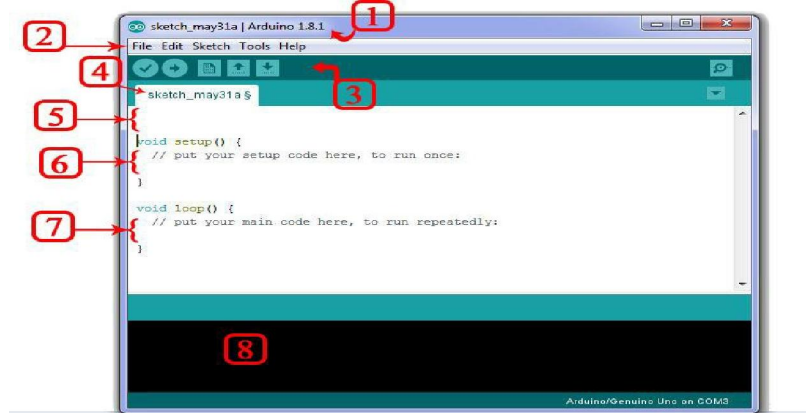 1
sketch_may31a | Arduino 1.8.1
2
File Edit Sketch Tools Help
3
4
sketch_may31a §
5
void setup() {
6
// put your setup code here, to run once:
}
void loop() {
7
// put your main code here, to run repeatedly:
}
8
Arduino/Genuino Uno on COM3